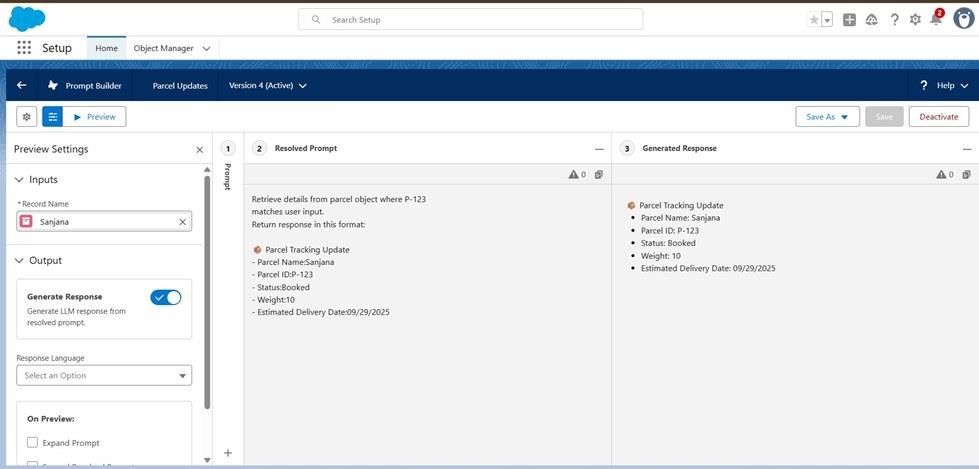 Search Setup
2
Setup
Home
Object Manager
Prompt Builder
Parcel Updates
Version 4 (Active)
? Help
Preview
Save As
Save
Deactivate
Preview Settings
Inputs
*Record Name
Sanjana
Output
Generate Response
Generate LLM response from
resolved prompt.
Response Language
Select an Option
On Preview:
Expand Prompt
1
Prompt
2 Resolved Prompt
0
Retrieve details from parcel object where P-123
matches user input.
Return response in this format:
📦 Parcel Tracking Update
- Parcel Name:Sanjana
- Parcel ID:P-123
- Status:Booked
- Weight:10
- Estimated Delivery Date:09/29/2025
3 Generated Response
0
📦 Parcel Tracking Update
• Parcel Name: Sanjana
• Parcel ID: P-123
• Status: Booked
• Weight: 10
• Estimated Delivery Date: 09/29/2025